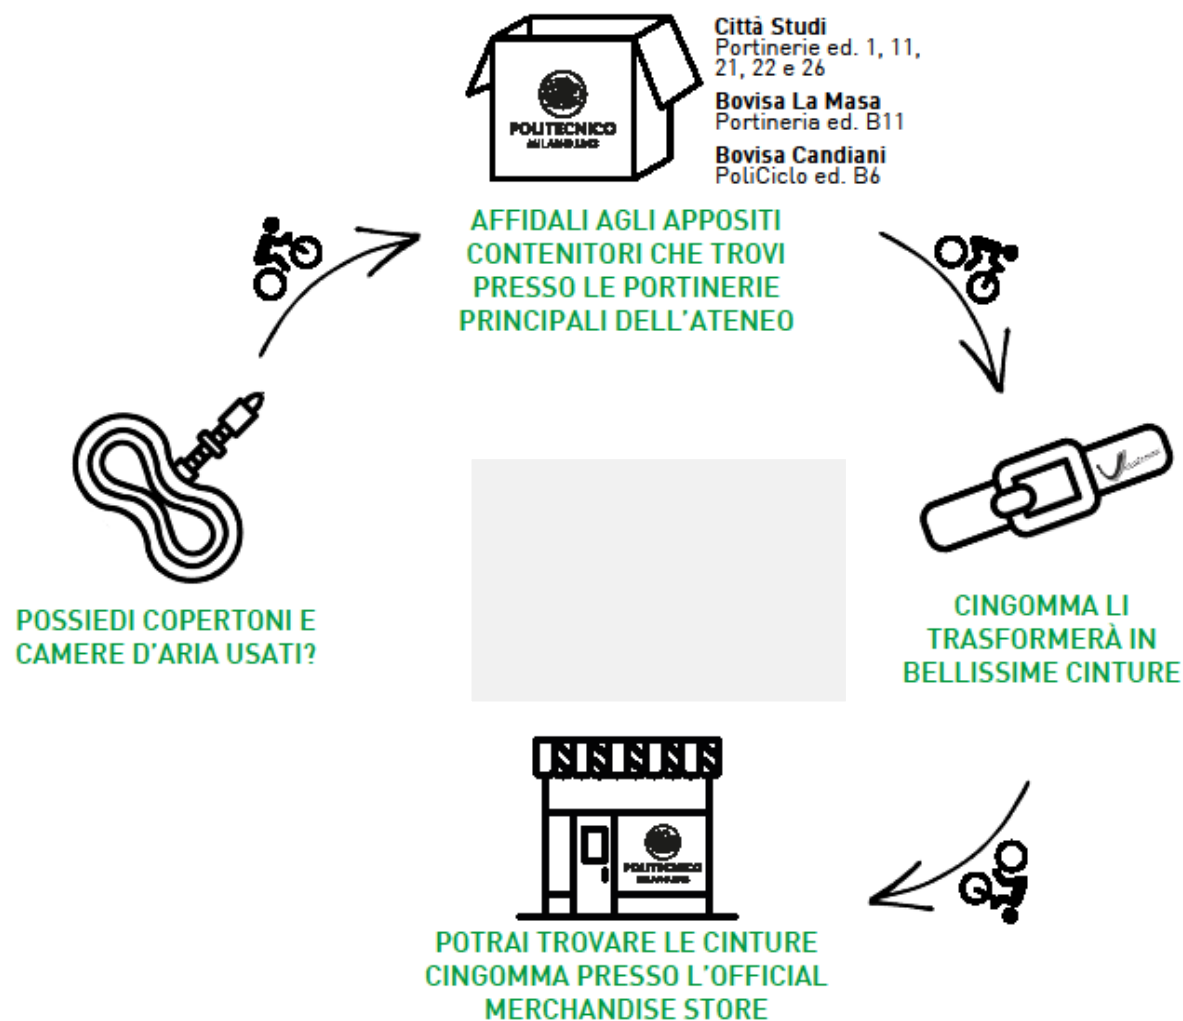 Città Studi
Portinerie ed. 1, 11,
21, 22 e 26
Bovisa La Masa
Portineria ed. B11
Bovisa Candiani
PoliCiclo ed. B6
POLITECNICO
AFFIDALI AGLI APPOSITI
CONTENITORI CHE TROVI
PRESSO LE PORTINERIE
PRINCIPALI DELL'ATENEO
POSSIEDI COPERTONI E
CAMERE D'ARIA USATI?
CINGOMMA LI
TRASFORMERÀ IN
BELLISSIME CINTURE
POLITECNICO
POTRAI TROVARE LE CINTURE
CINGOMMA PRESSO L'OFFICIAL
MERCHANDISE STORE